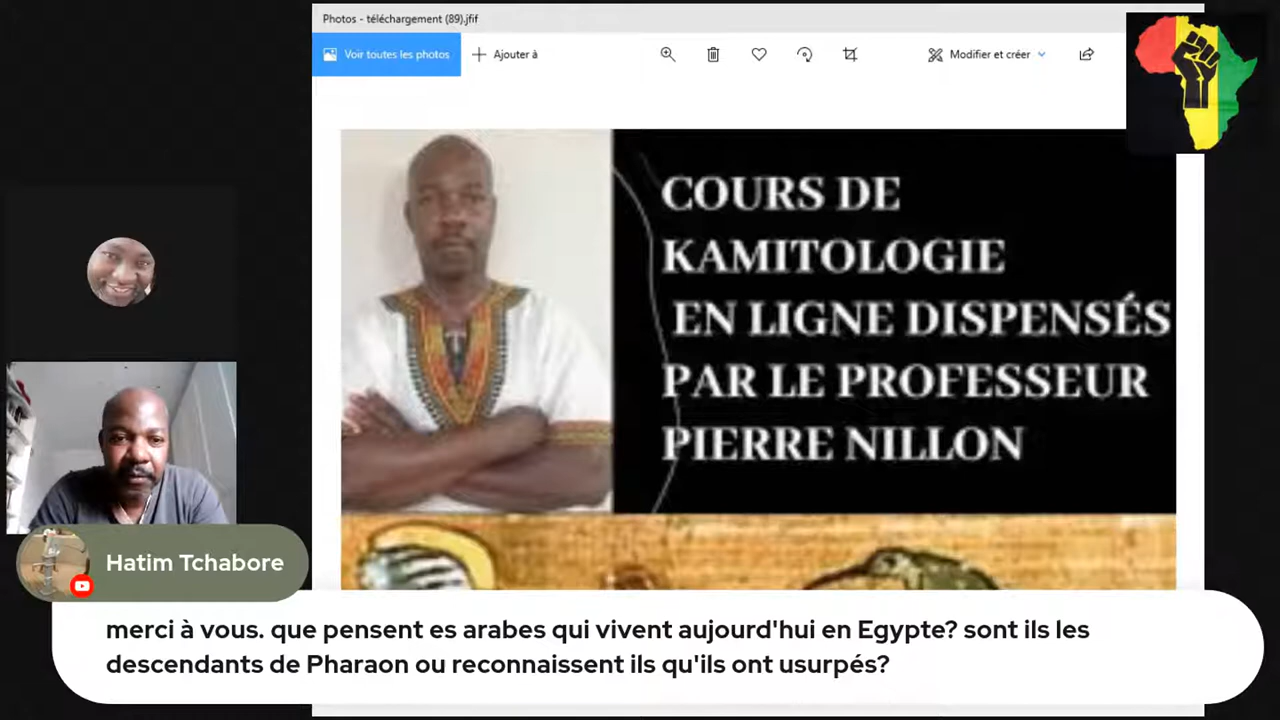 Photos - téléchargement (89).jfif
Voir toutes les photos
Ajouter à
Modifier et créer
COURS DE
KAMITOLOGIE
EN LIGNE DISPENSÉS
PAR LE PROFESSEUR
PIERRE NILLON
Hatim Tchabore
merci à vous. que pensent es arabes qui vivent aujourd'hui en Egypte? sont ils les
descendants de Pharaon ou reconnaissent ils qu'ils ont usurpés?